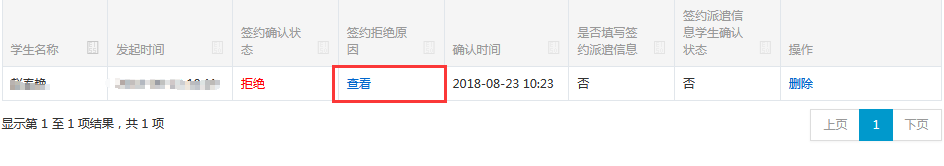 学生名称 发起时间 签约确认状态 签约拒绝原因 确认时间 是否填写签约派遣信息 签约派遣信息学生确认状态 操作
拒绝 查看 2018-08-23 10:23 否 否 删除
显示第 1 至 1 项结果，共 1 项 上页 1 下页